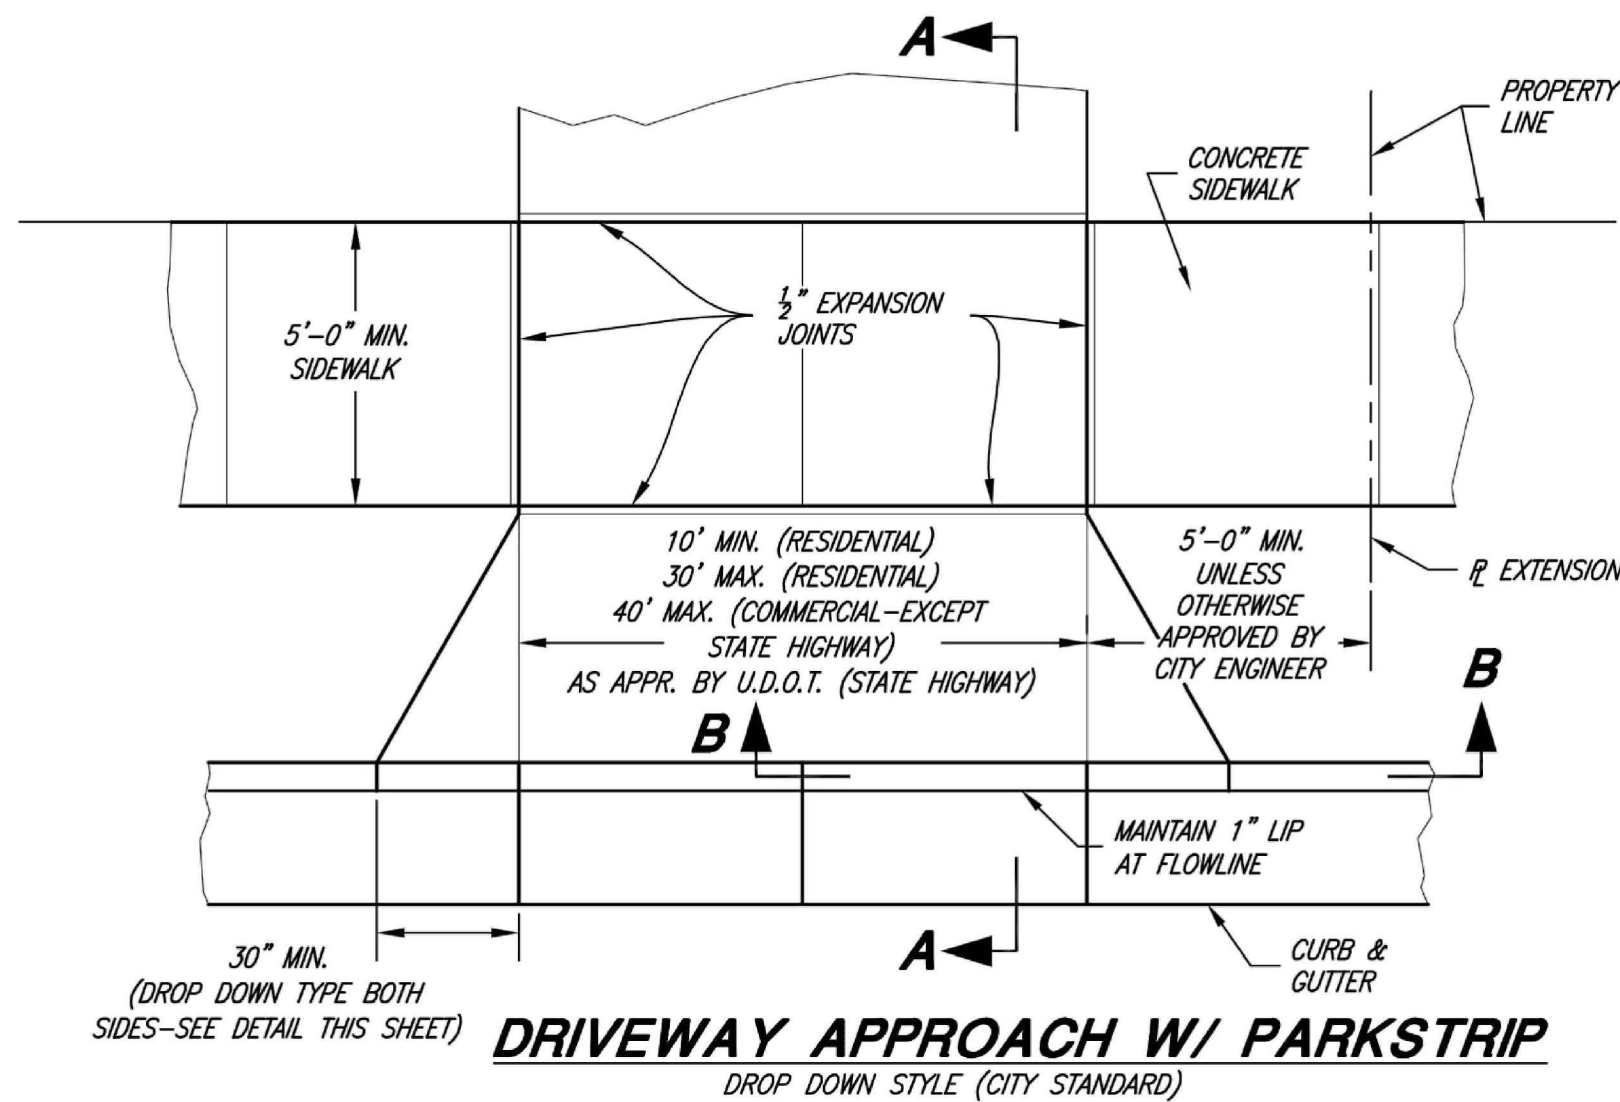 A
PROPERTY
LINE
CONCRETE
SIDEWALK
1/2" EXPANSION
JOINTS
5'-0" MIN.
SIDEWALK
10' MIN. (RESIDENTIAL)
30' MAX. (RESIDENTIAL)
40' MAX. (COMMERCIAL-EXCEPT
STATE HIGHWAY)
AS APPR. BY U.D.O.T. (STATE HIGHWAY)
5'-0" MIN.
UNLESS
OTHERWISE
APPROVED BY
CITY ENGINEER
PL EXTENSION
B
B
MAINTAIN 1" LIP
AT FLOWLINE
A
CURB &
GUTTER
30" MIN.
(DROP DOWN TYPE BOTH
SIDES-SEE DETAIL THIS SHEET)
DRIVEWAY APPROACH W/ PARKSTRIP
DROP DOWN STYLE (CITY STANDARD)